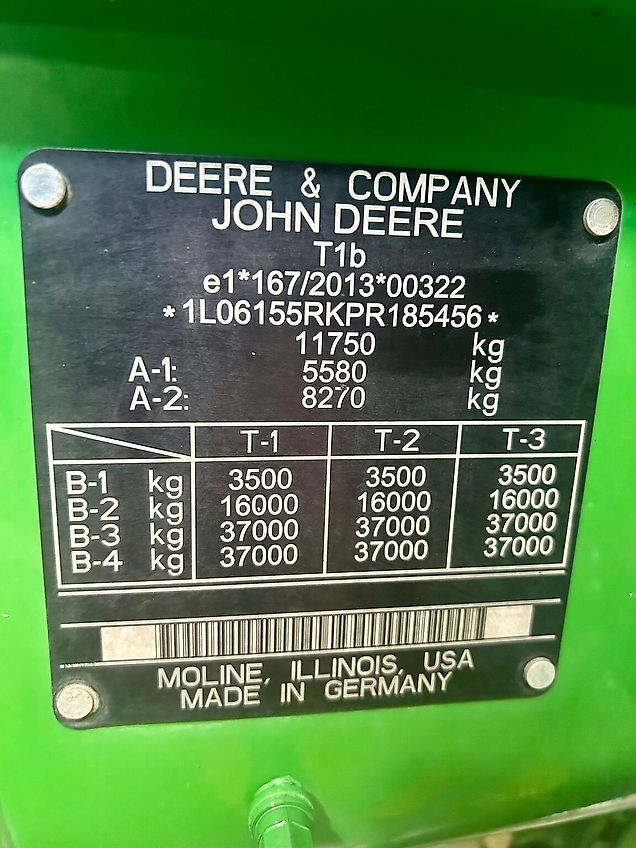 DEERE & COMPANY
JOHN DEERE
T1b
e1*167/2013*00322
*1L06155RKPR185456*
11750 kg
A-1: 5580 kg
A-2: 8270 kg
T-1 T-2 T-3
B-1 kg 3500 3500 3500
B-2 kg 16000 16000 16000
B-3 kg 37000 37000 37000
B-4 kg 37000 37000 37000
MOLINE, ILLINOIS, USA
MADE IN GERMANY